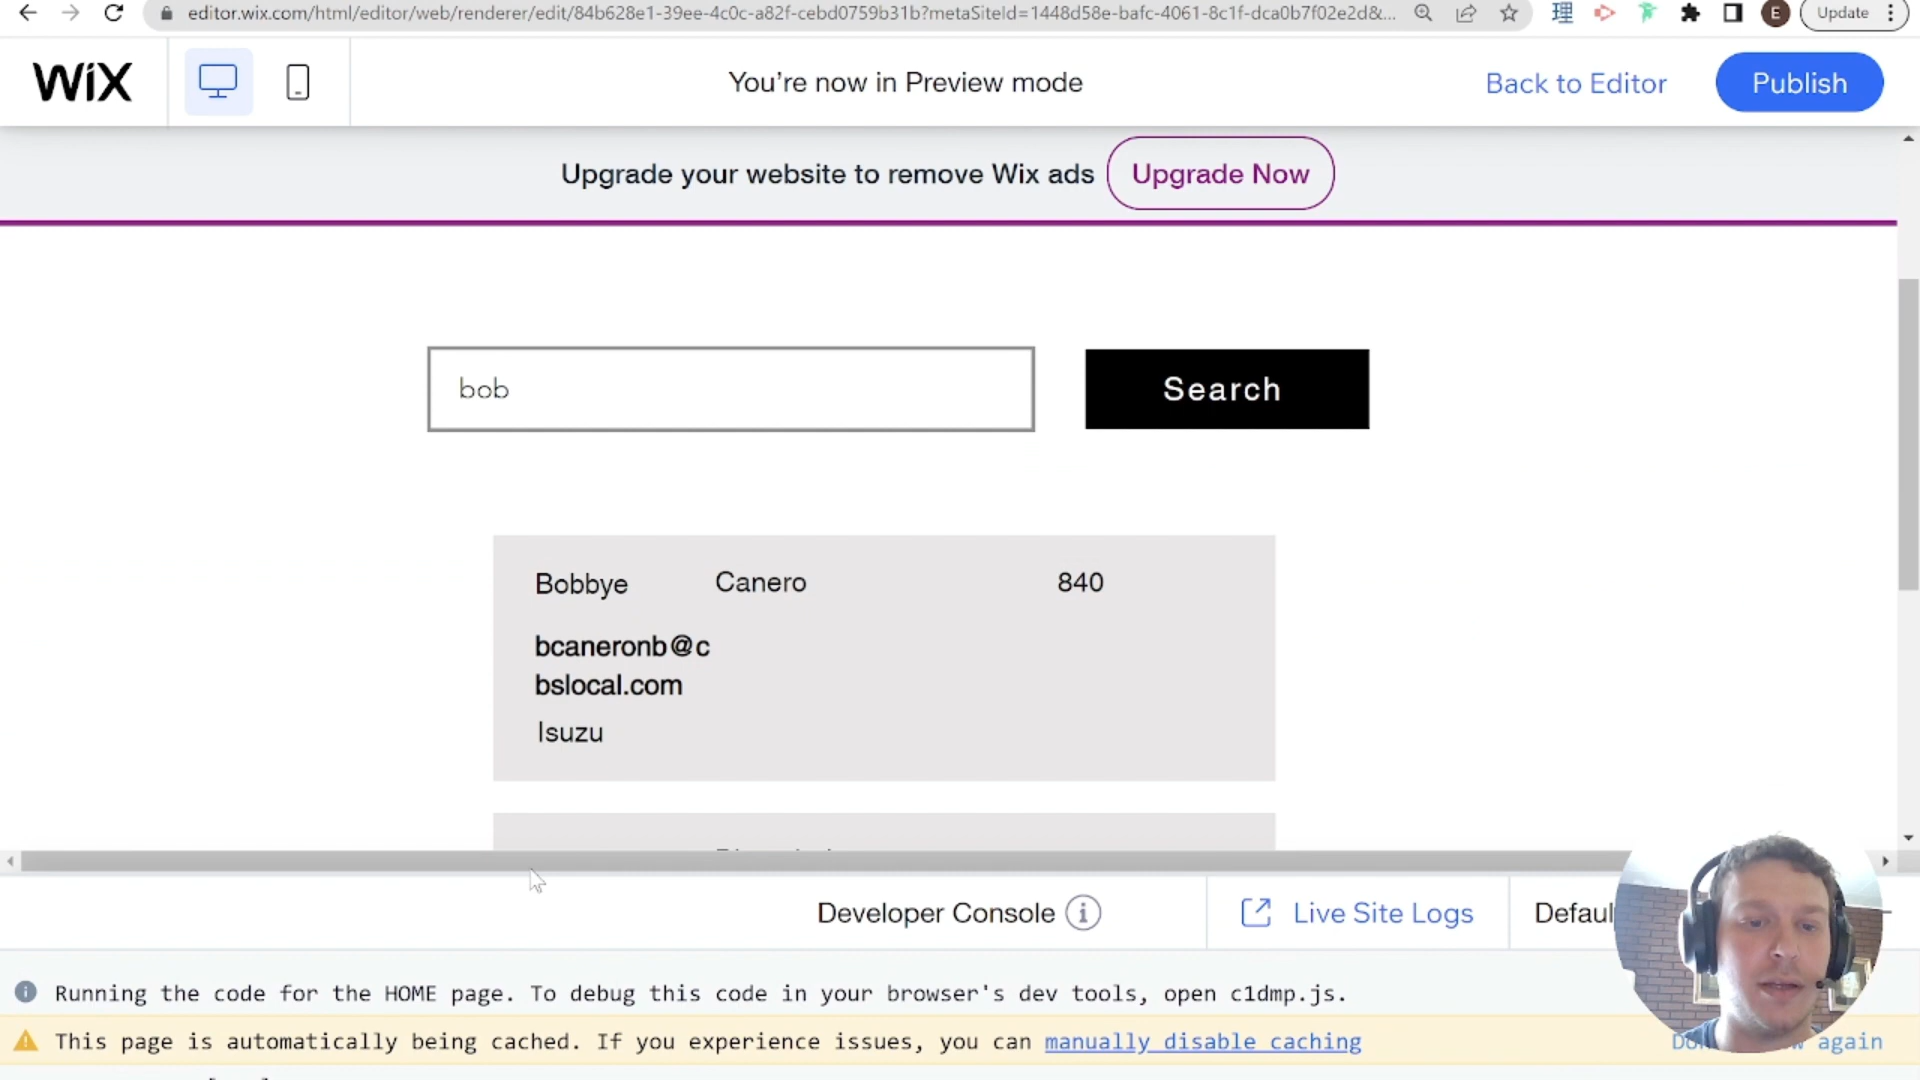 editor.wix.com/html/editor/web/renderer/edit/84b628e1-39ee-4c0c-a82f-cebd0759b31b?metaSiteId=1448d58e-bafc-4061-8c1f-dca0b7f02e2d&...
理
E
Update
WiX
You're now in Preview mode
Back to Editor
Publish
Upgrade your website to remove Wix ads
Upgrade Now
bob
Search
Bobbye
Canero
840
bcaneronb@c
bslocal.com
Isuzu
Developer Console
Live Site Logs
Running the code for the HOME page. To debug this code in your browser's dev tools, open c1dmp.js.
This page is automatically being cached. If you experience issues, you can manually disable caching
again